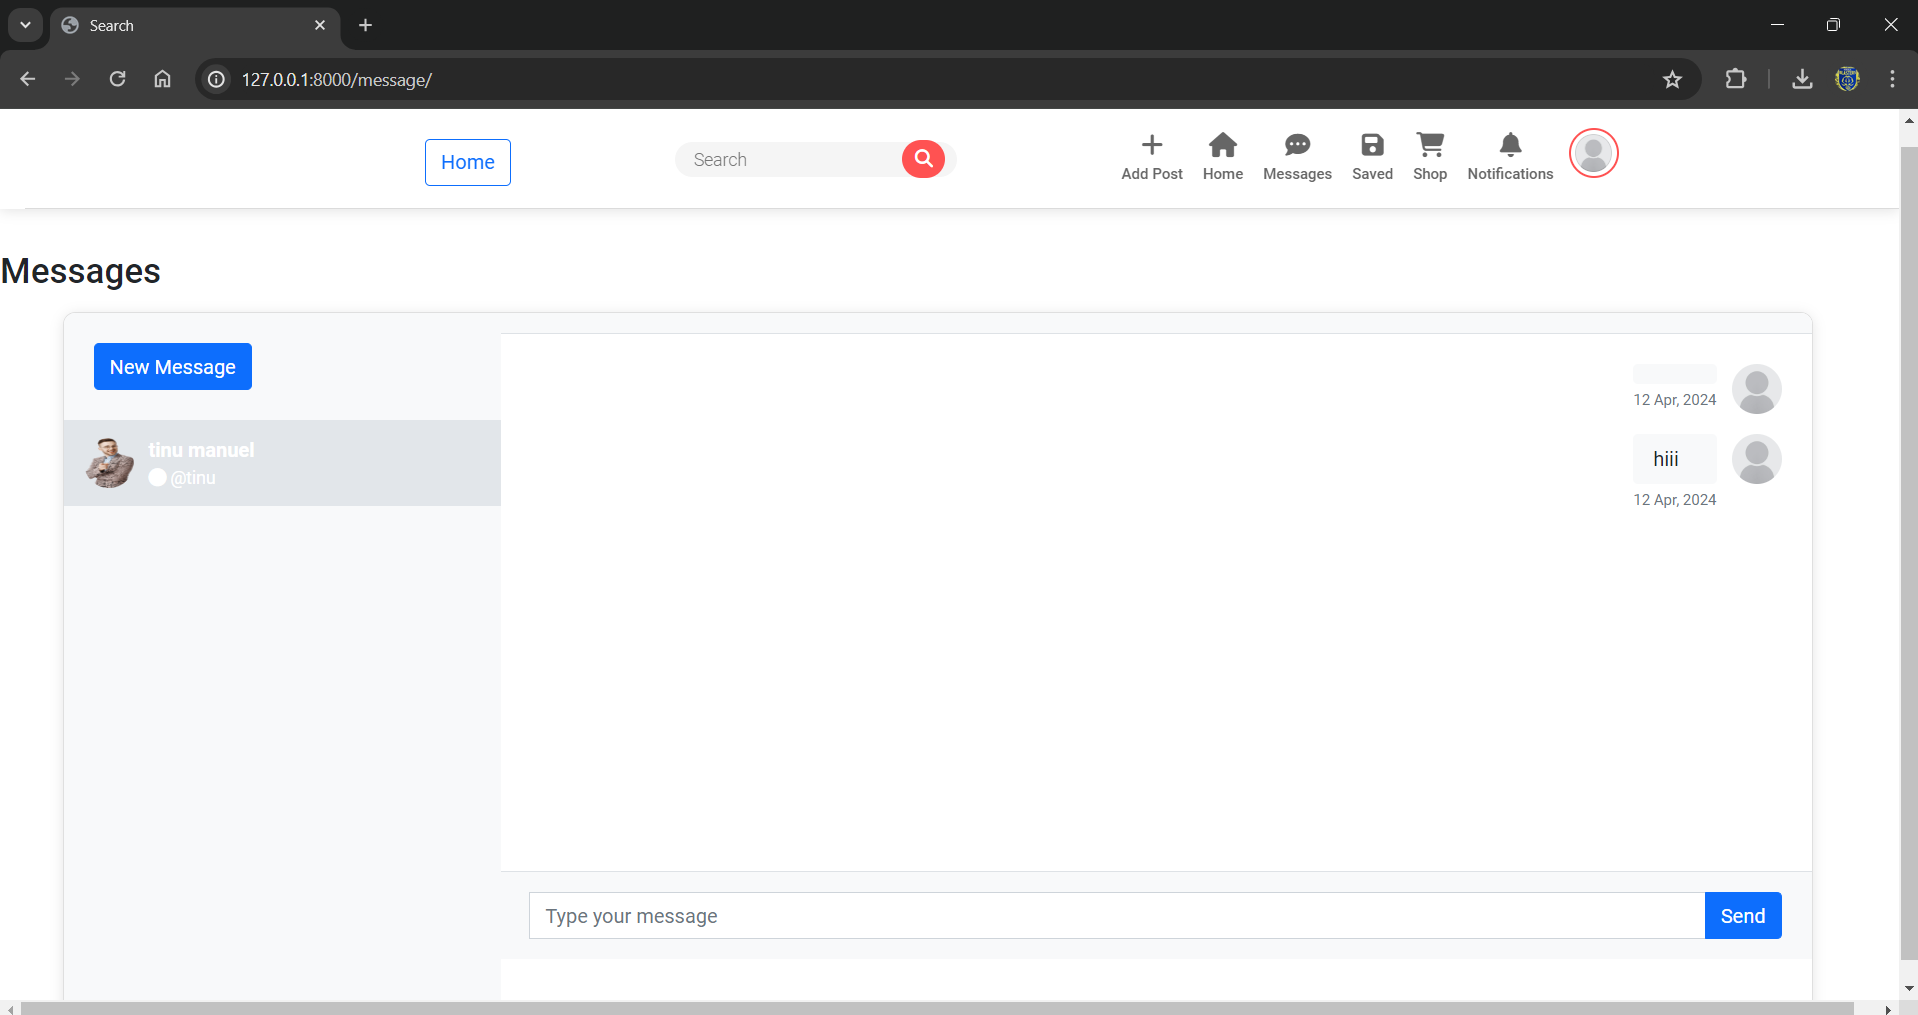 Search
127.0.0.1:8000/message/
Home
Search
Add Post
Home
Messages
Saved
Shop
Notifications
Messages
New Message
tinu manuel
@tinu
12 Apr, 2024
hiii
12 Apr, 2024
Type your message
Send